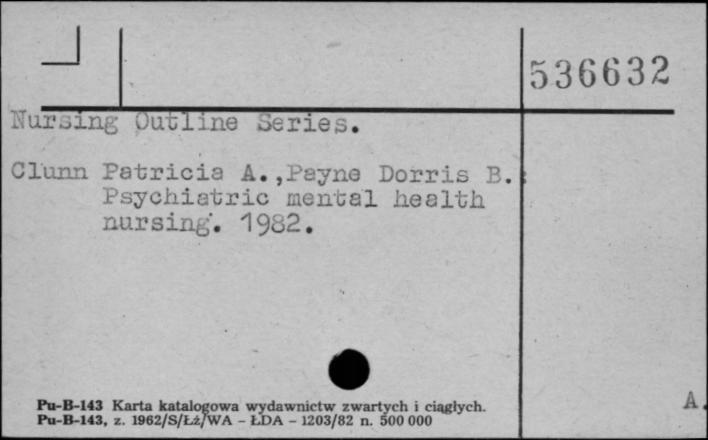 536632
Nursing Outline Series.
Clunn Patricia A.,Payne Dorris B.:
Psychiatric mental health
nursing. 1982.
A.
Pu-B-143 Karta katalogowa wydawnictw zwartych i ciągłych.
Pu-B-143, z. 1962/S/Łż/WA - ŁDA - 1203/82 n. 500 000